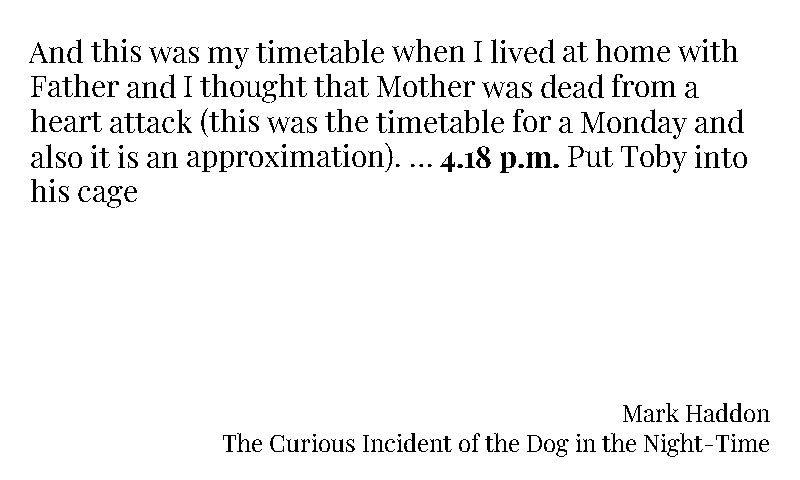 And this was my timetable when I lived at home with
Father and I thought that Mother was dead from a
heart attack (this was the timetable for a Monday and
also it is an approximation). ... 4.18 p.m. Put Toby into
his cage
Mark Haddon
The Curious Incident of the Dog in the Night-Time